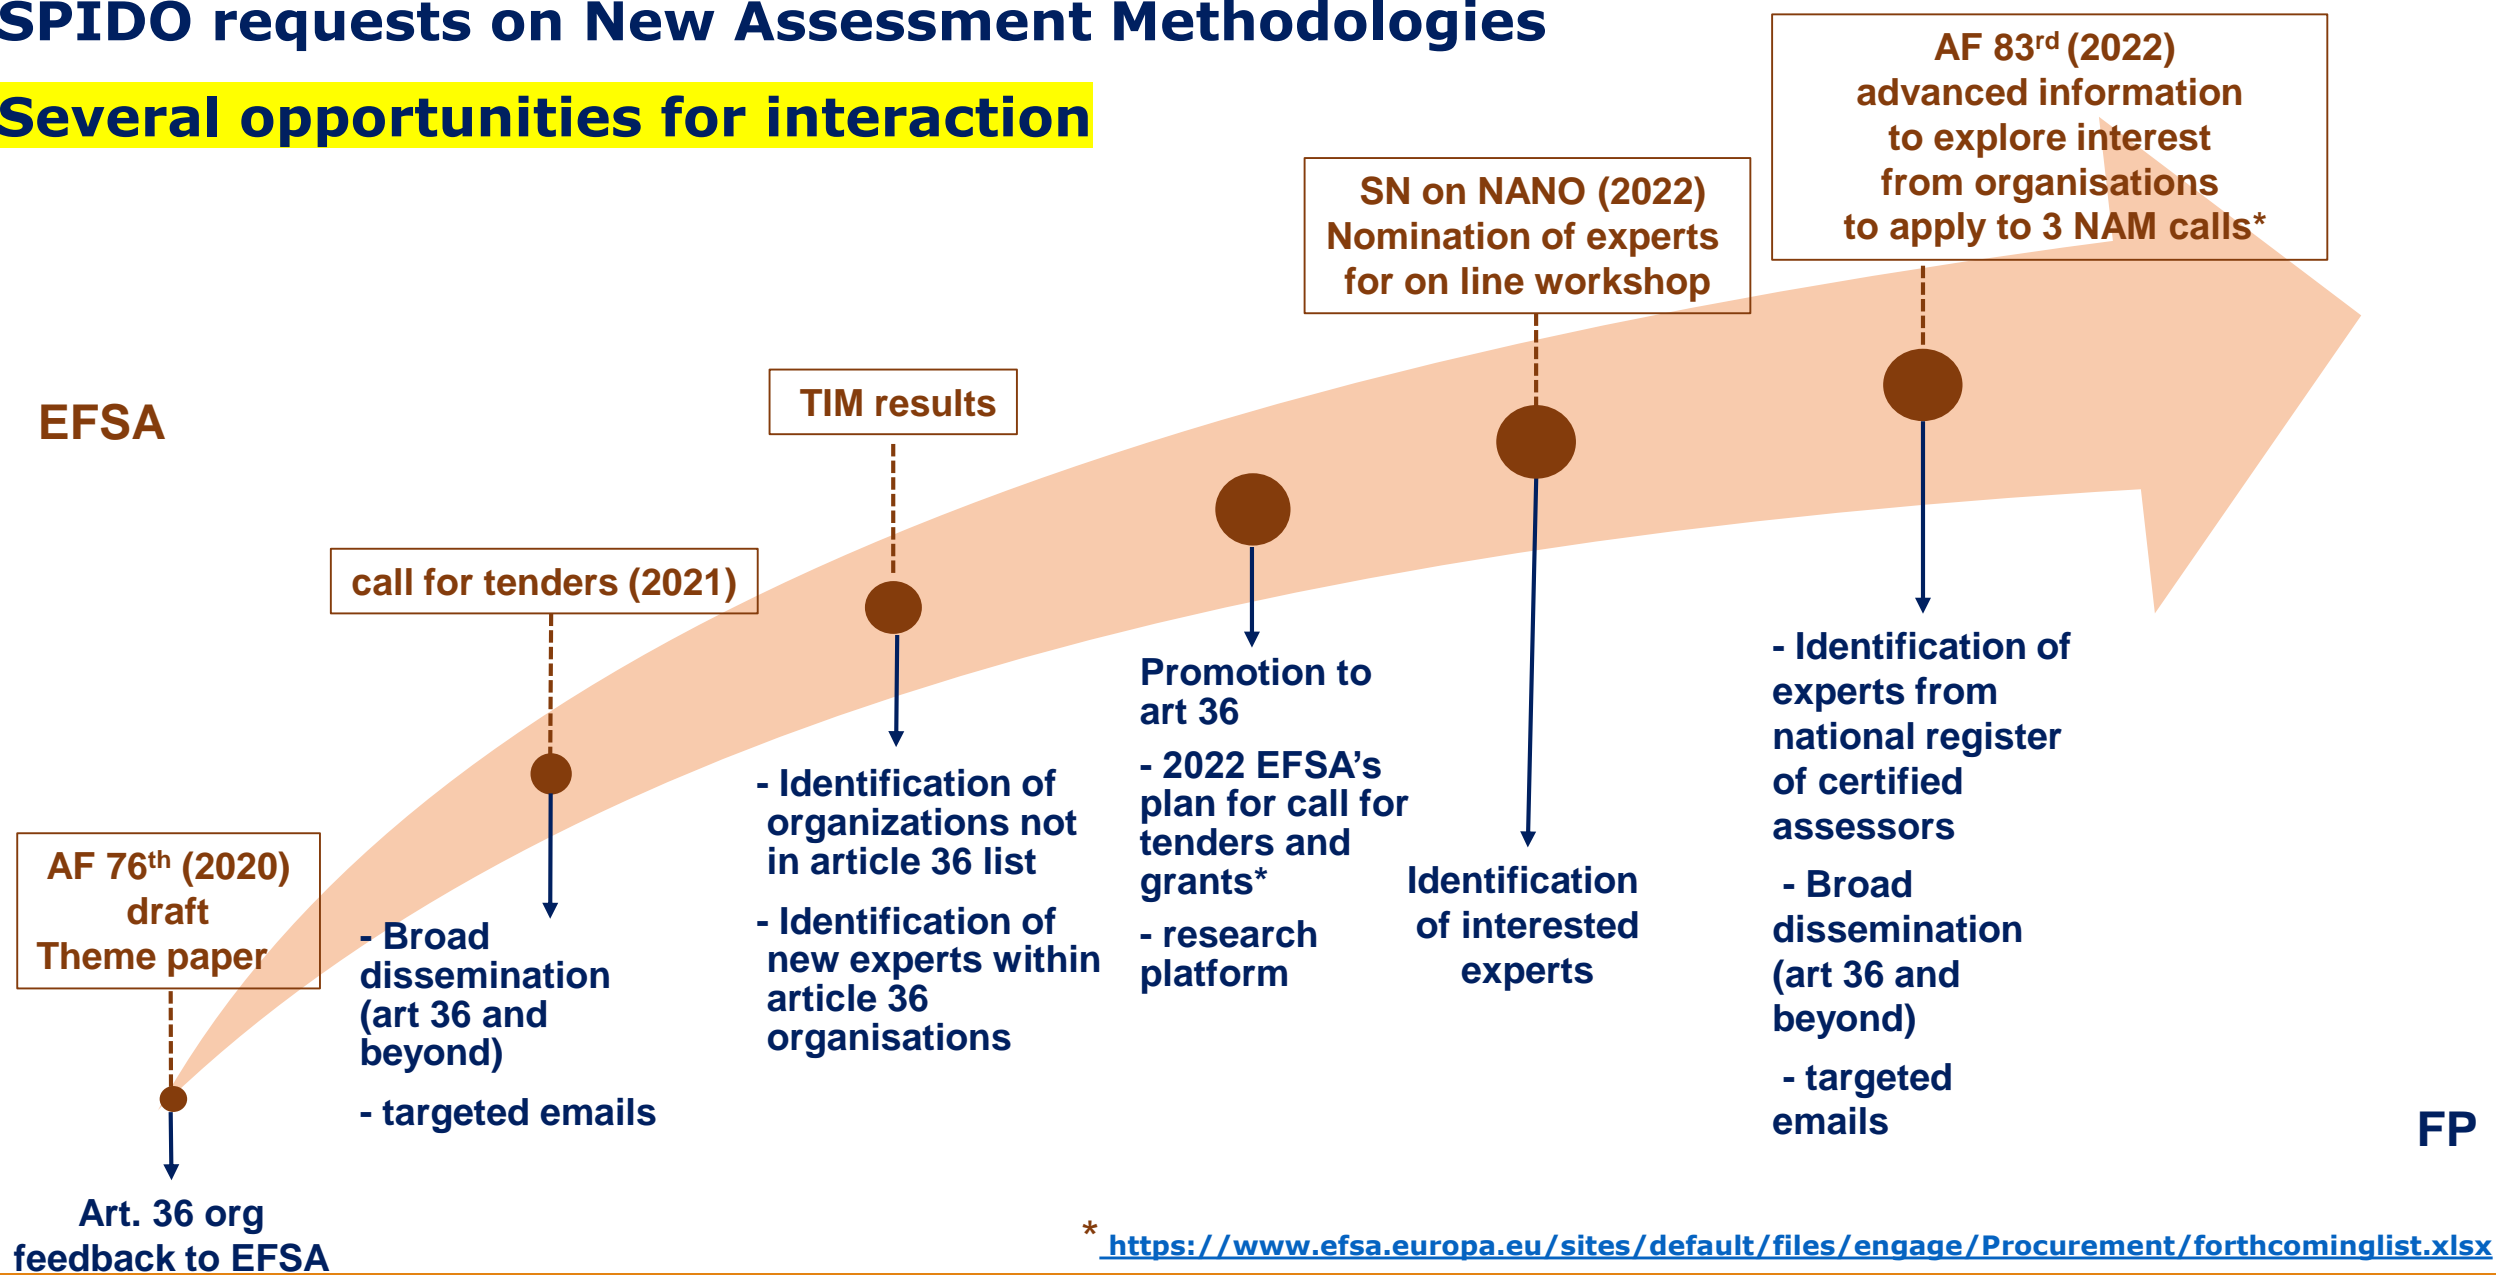 SPIDO requests on New Assessment Methodologies
Several opportunities for interaction
EFSA
AF 76th (2020)
draft
Theme paper
Art. 36 org
feedback to EFSA
call for tenders (2021)
- Broad
dissemination
(art 36 and
beyond)
- targeted emails
TIM results
- Identification of
organizations not
in article 36 list
- Identification of
new experts within
article 36
organisations
Promotion to
art 36
- 2022 EFSA’s
plan for call for
tenders and
grants*
- research
platform
SN on NANO (2022)
Nomination of experts
for on line workshop
Identification
of interested
experts
AF 83rd (2022)
advanced information
to explore interest
from organisations
to apply to 3 NAM calls*
- Identification of
experts from
national register
of certified
assessors
- Broad
dissemination
(art 36 and
beyond)
- targeted
emails
FP
* https://www.efsa.europa.eu/sites/default/files/engage/Procurement/forthcominglist.xlsx